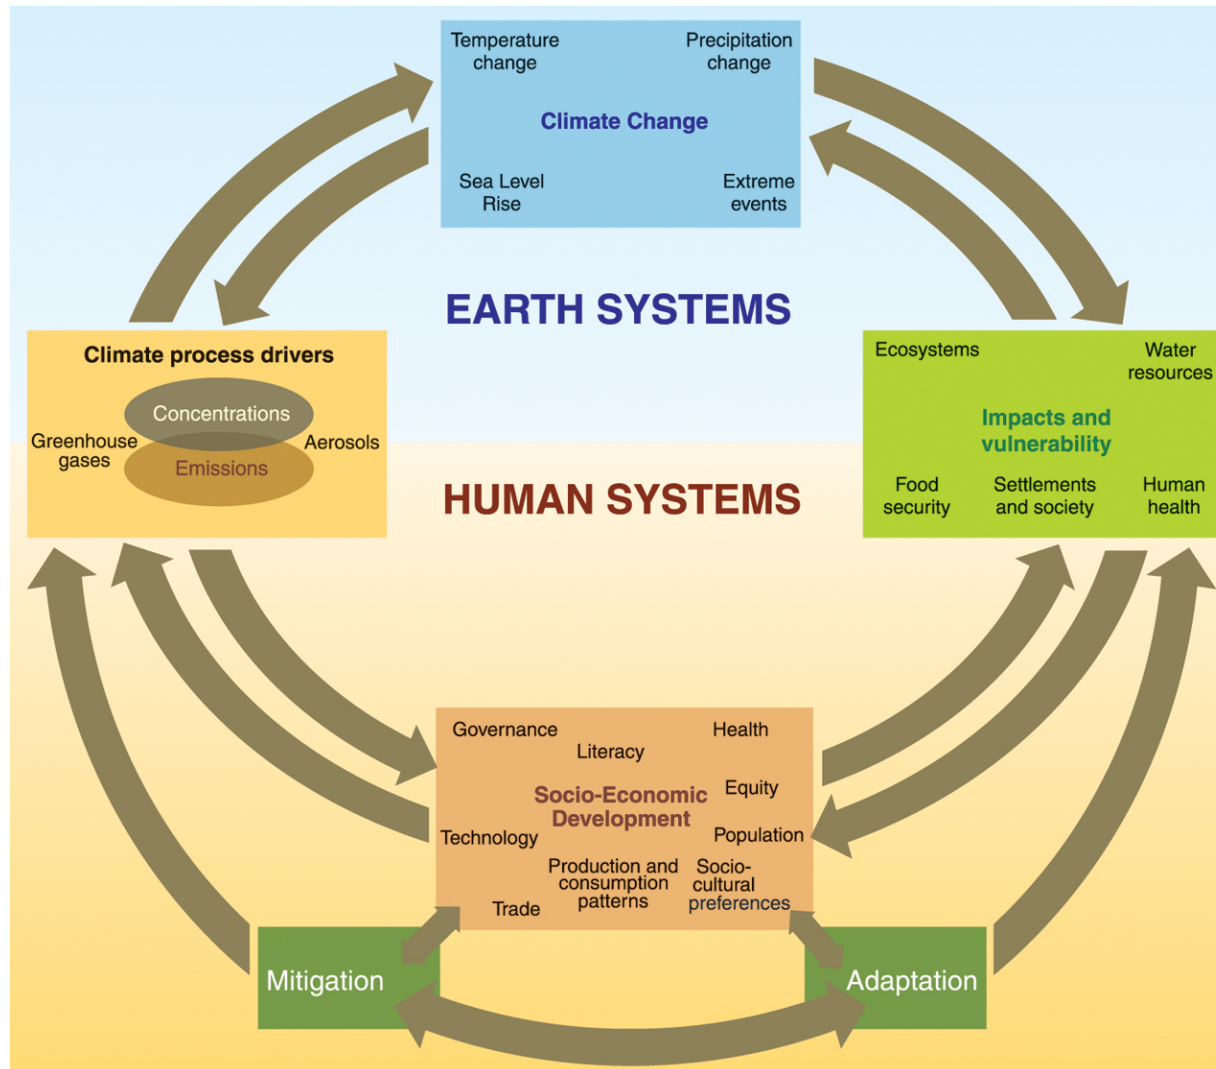 Temperature
change
Precipitation
change
Climate Change
Sea Level
Rise
Extreme
events
EARTH SYSTEMS
Climate process drivers
Concentrations
Greenhouse
gases
Aerosols
Emissions
Ecosystems
Water
resources
Impacts and
vulnerability
Food
security
Settlements
and society
Human
health
HUMAN SYSTEMS
Governance
Literacy
Health
Socio-Economic
Development
Equity
Technology
Population
Production and
consumption
patterns
Socio-
cultural
preferences
Trade
Mitigation
Adaptation